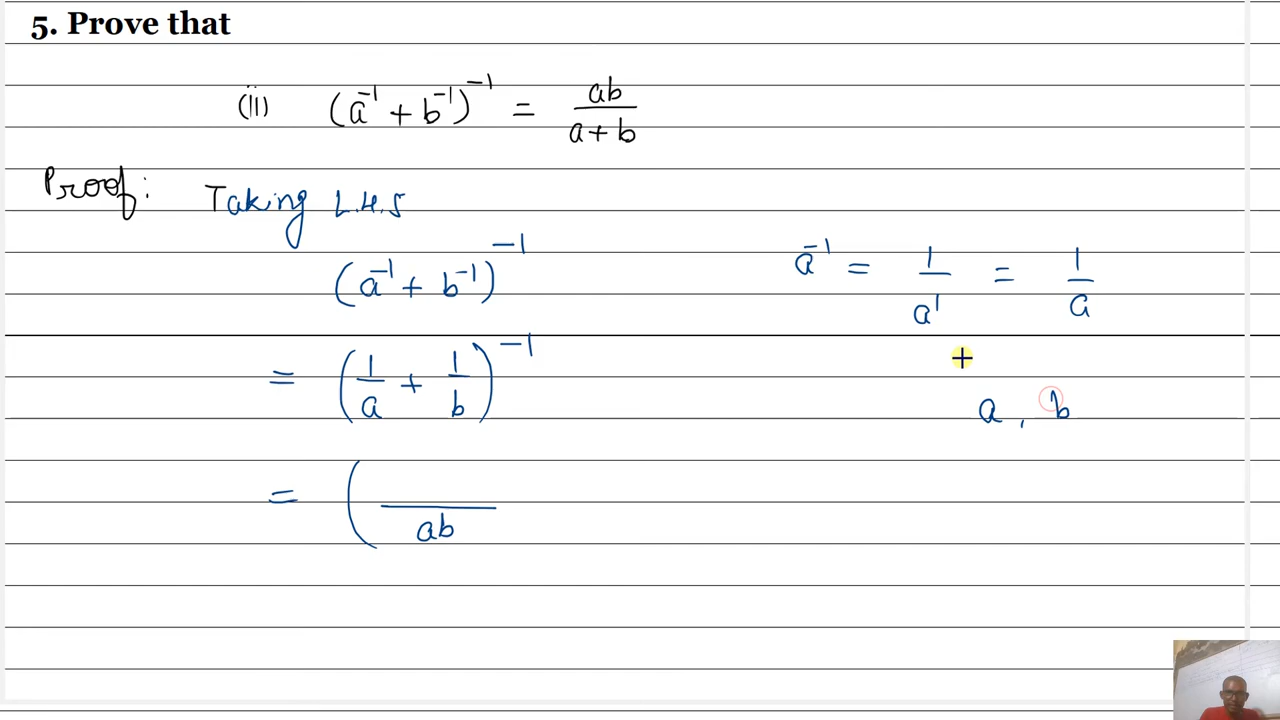 5. Prove that
(ii) (a⁻¹ + b⁻¹)⁻¹ = ab / a+b
Proof: Taking L.H.S
(a⁻¹ + b⁻¹)⁻¹
a⁻¹ = 1/a¹ = 1/a
= (1/a + 1/b)⁻¹
a , b
= ( /ab